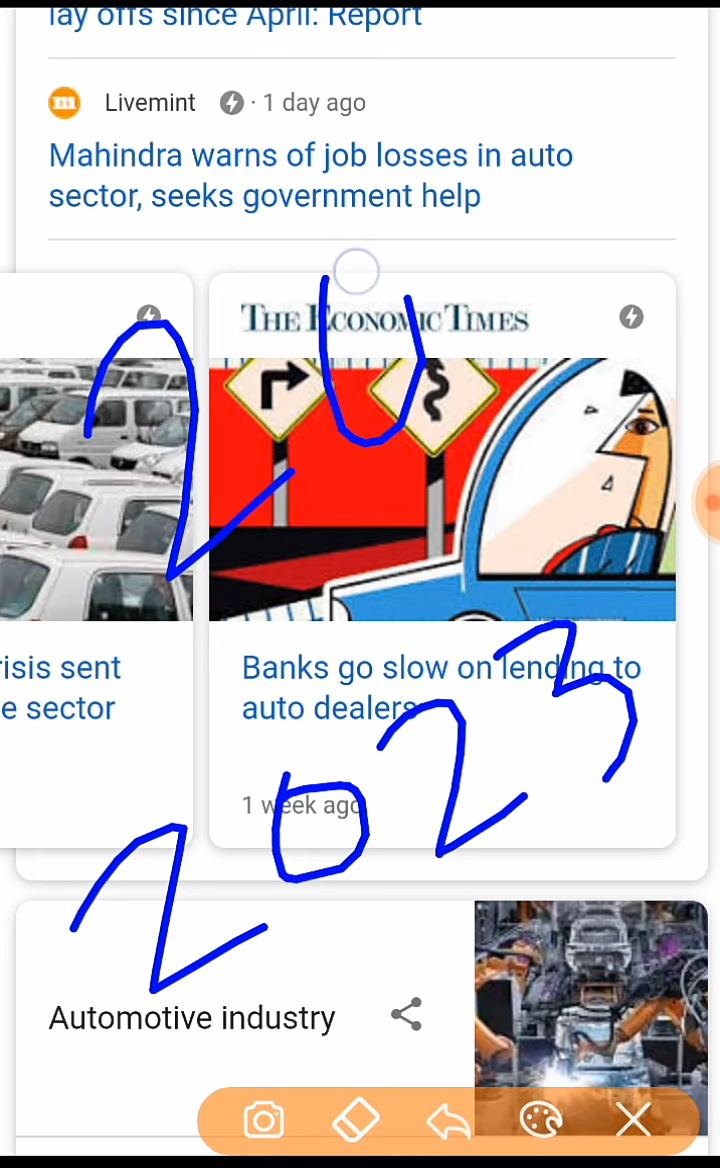 lay offs since April: Report
m Livemint · 1 day ago
Mahindra warns of job losses in auto
sector, seeks government help
THE ECONOMIC TIMES
2
risis sent
e sector
Banks go slow on lending to
auto dealers
1 week ago
2023
Automotive industry